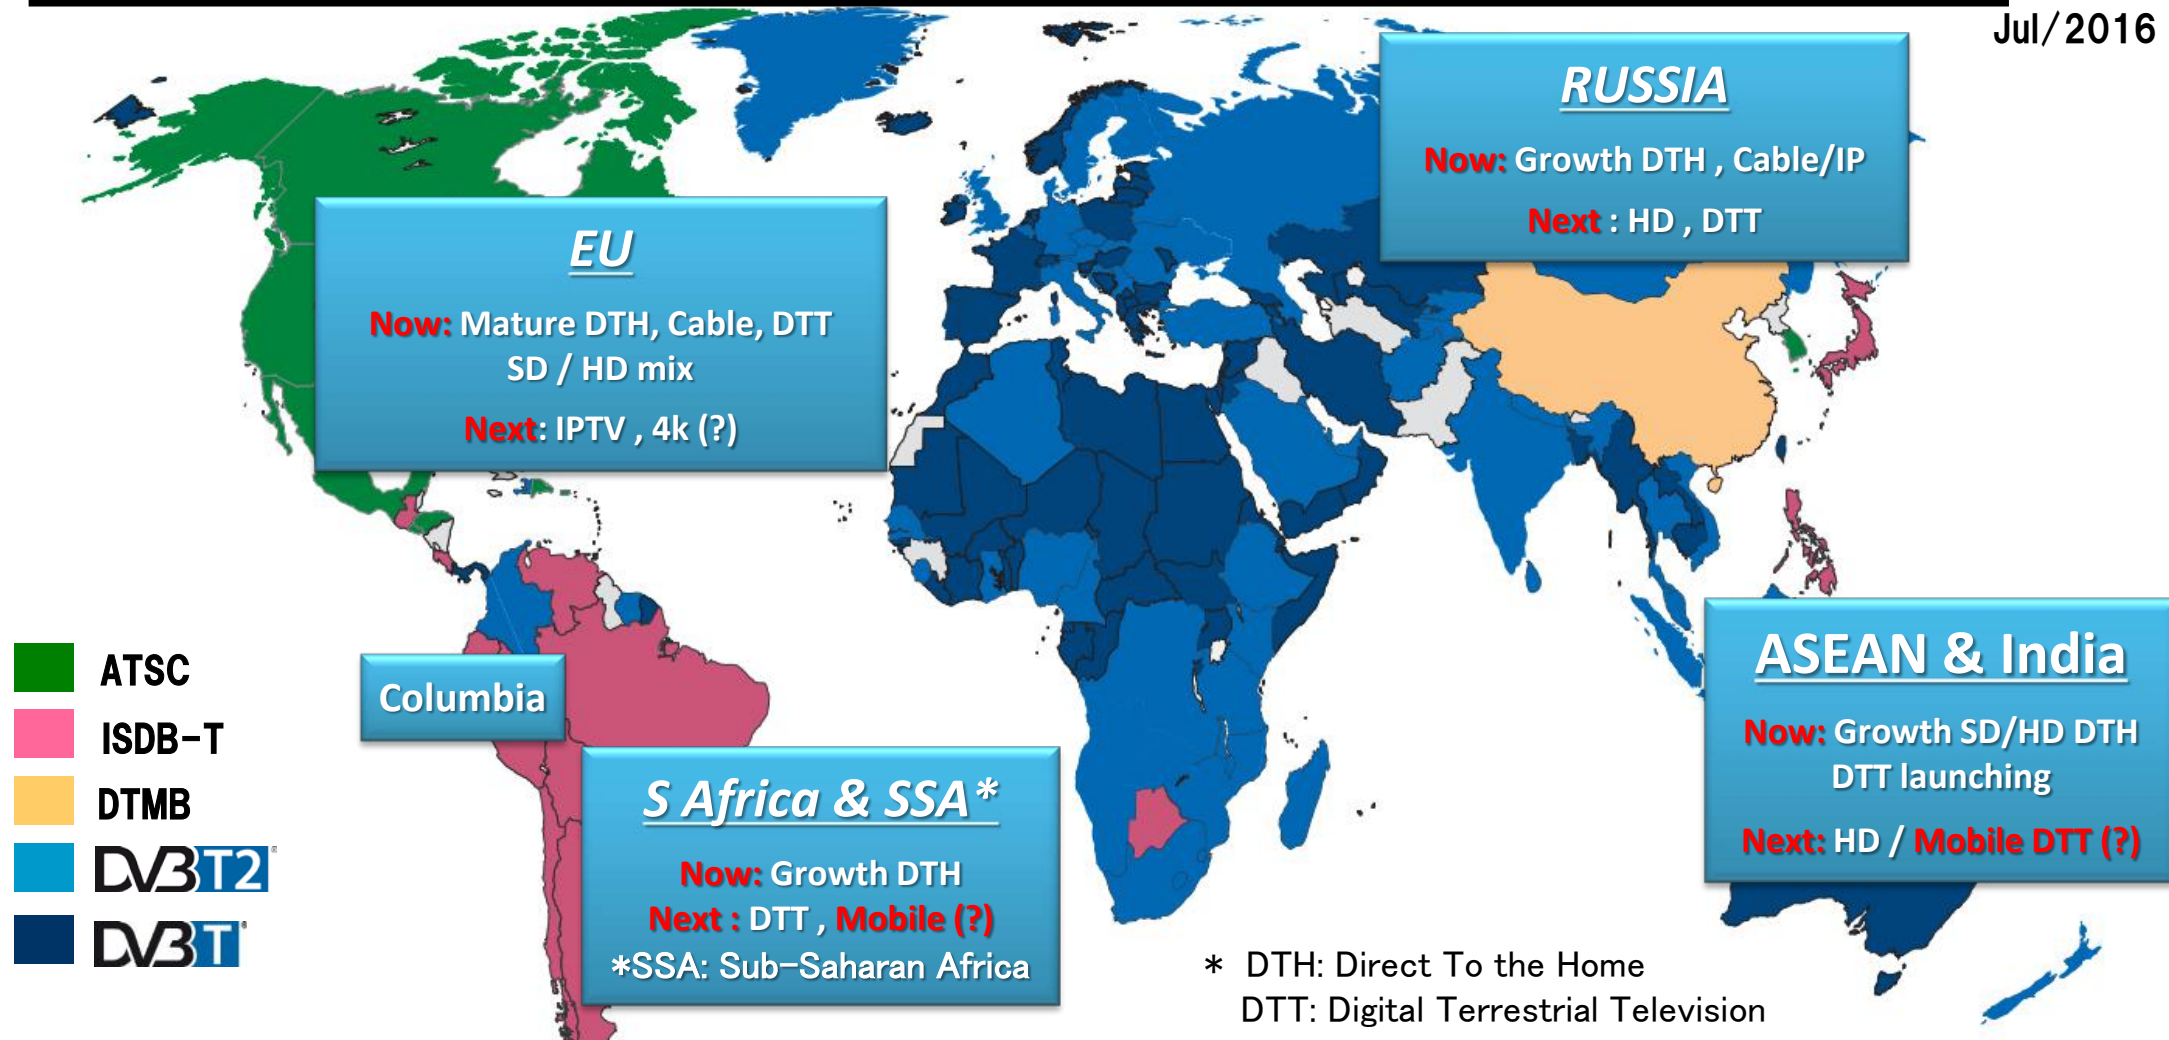 Jul/2016
RUSSIA
Now: Growth DTH , Cable/IP
Next : HD , DTT
EU
Now: Mature DTH, Cable, DTT
SD / HD mix
Next: IPTV , 4k (?)
ATSC
ISDB-T
DTMB
DVB T2
DVB T
Columbia
S Africa & SSA*
Now: Growth DTH
Next : DTT , Mobile (?)
*SSA: Sub-Saharan Africa
ASEAN & India
Now: Growth SD/HD DTH
DTT launching
Next: HD / Mobile DTT (?)
* DTH: Direct To the Home
DTT: Digital Terrestrial Television